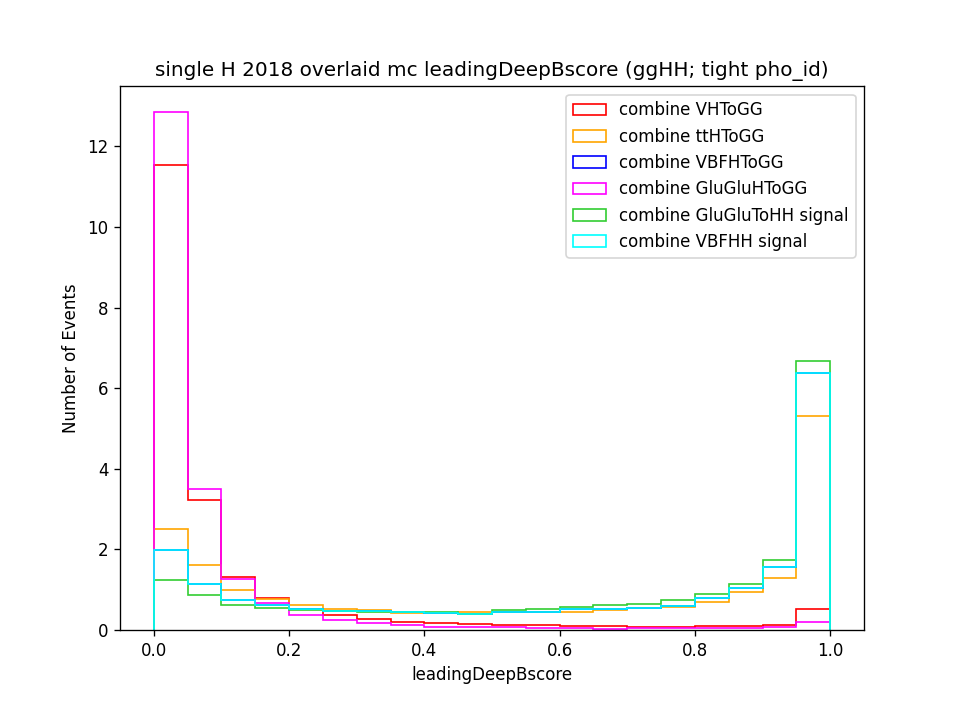 single H 2018 overlaid mc leadingDeepBscore (ggHH; tight pho_id)
combine VHToGG
combine ttHToGG
combine VBFHToGG
combine GluGluHToGG
combine GluGluToHH signal
combine VBFHH signal
Number of Events
12
10
8
6
4
2
0
0.0 0.2 0.4 0.6 0.8 1.0
leadingDeepBscore